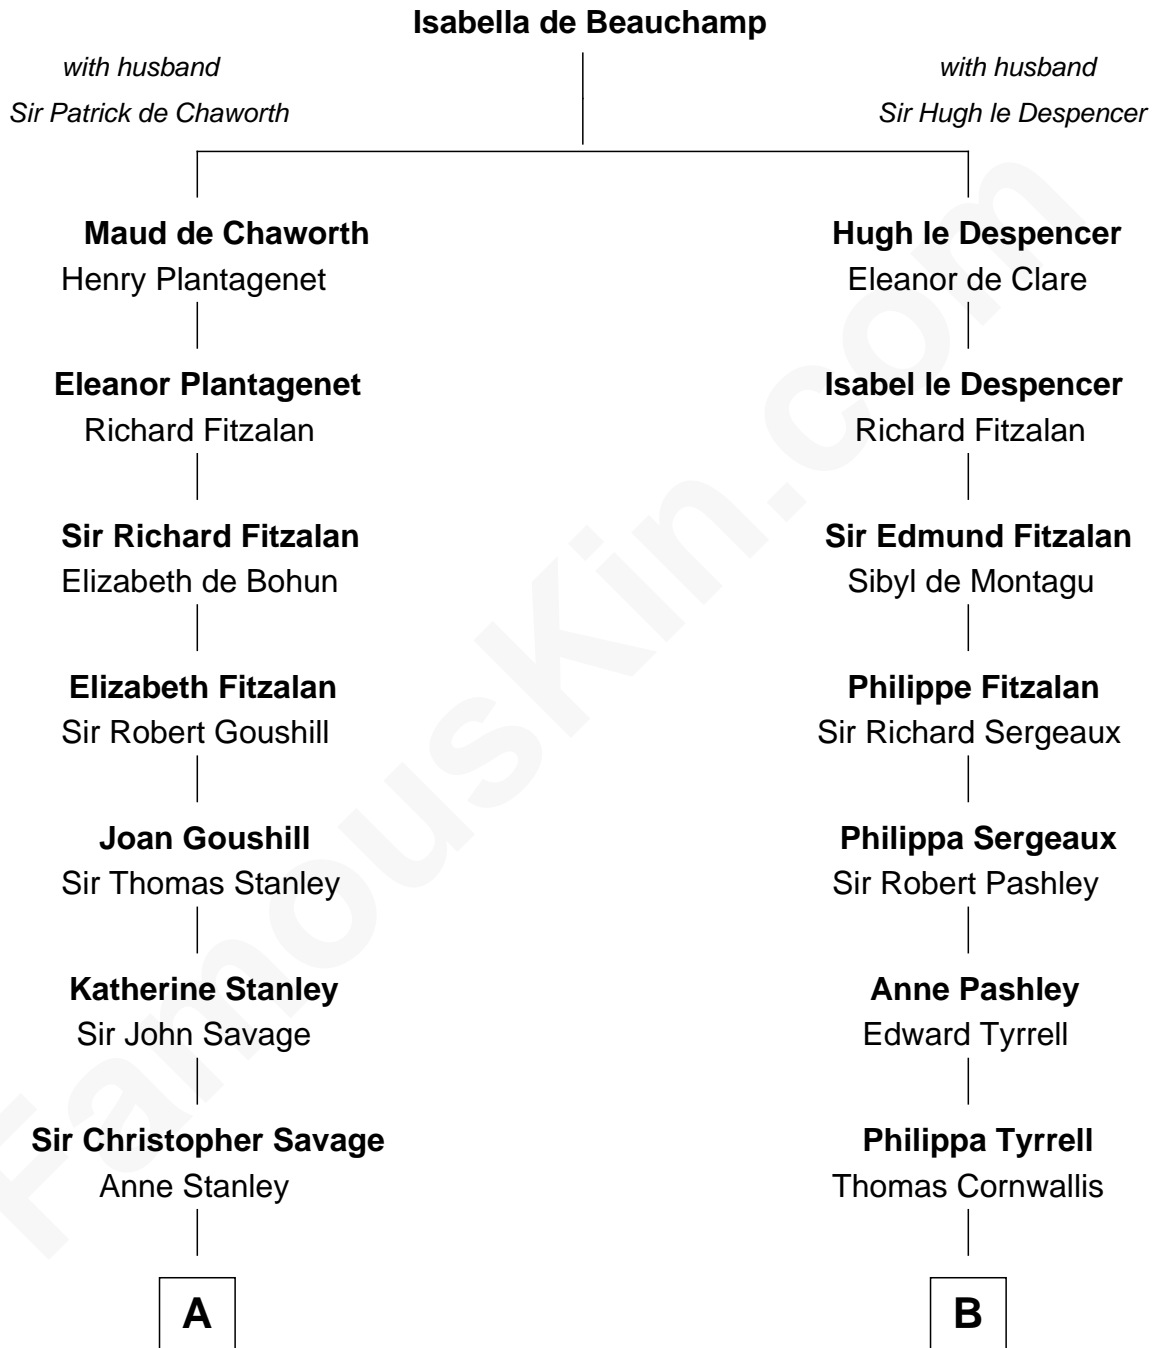 Isabella de Beauchamp
with husband
Sir Patrick de Chaworth
with husband
Sir Hugh le Despencer
Maud de Chaworth
Henry Plantagenet
Hugh le Despencer
Eleanor de Clare
Eleanor Plantagenet
Richard Fitzalan
Isabel le Despencer
Richard Fitzalan
Sir Richard Fitzalan
Elizabeth de Bohun
Sir Edmund Fitzalan
Sibyl de Montagu
Elizabeth Fitzalan
Sir Robert Goushill
Philippe Fitzalan
Sir Richard Sergeaux
Joan Goushill
Sir Thomas Stanley
Philippa Sergeaux
Sir Robert Pashley
Katherine Stanley
Sir John Savage
Anne Pashley
Edward Tyrrell
Sir Christopher Savage
Anne Stanley
Philippa Tyrrell
Thomas Cornwallis
A
B
FamousKin.com